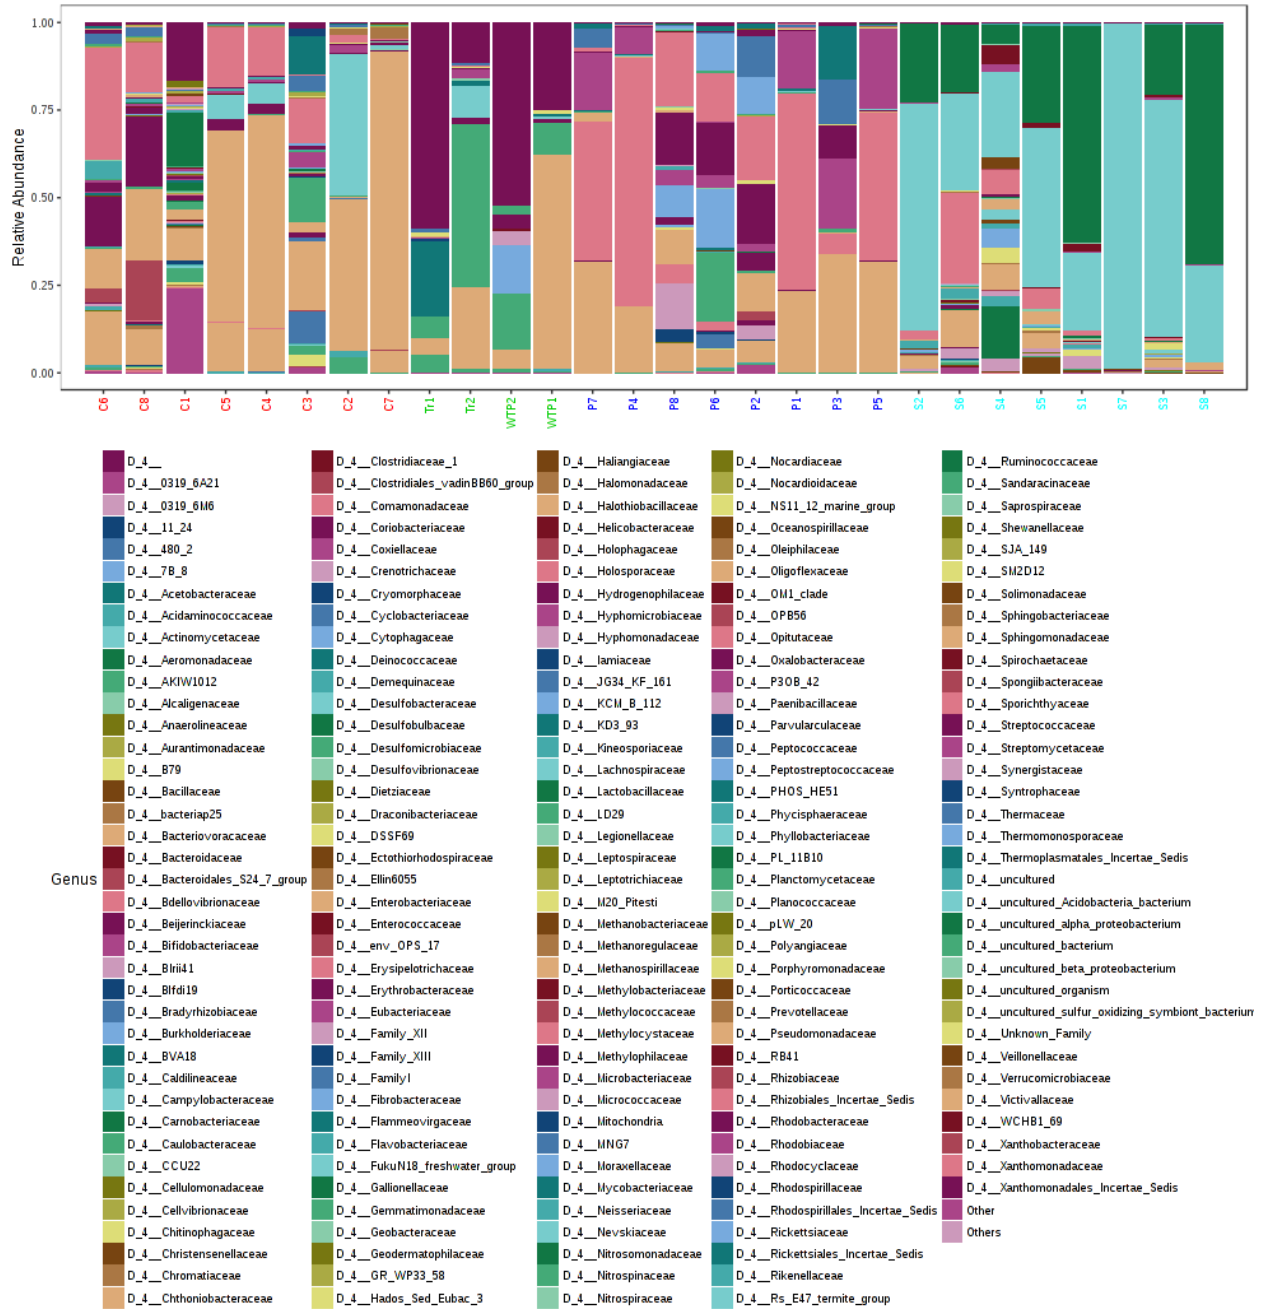 1.00
0.75
0.50
0.25
0.00
Relative Abundance
C6 C8 C1 C5 C4 C3 C2 C7 Tr1 Tr2 WTP2 WTP1 P7 P4 P8 P6 P2 P1 P3 P5 S2 S6 S4 S5 S1 S7 S3 S8
Genus
D_4__
D_4__0319_6A21
D_4__0319_6M6
D_4__11_24
D_4__480_2
D_4__7B_8
D_4__Acetobacteraceae
D_4__Acidaminococcaceae
D_4__Actinomycetaceae
D_4__Aeromonadaceae
D_4__AKIW1012
D_4__Alcaligenaceae
D_4__Anaerolineaceae
D_4__Aurantimonadaceae
D_4__B79
D_4__Bacillaceae
D_4__bacteriap25
D_4__Bacteriovoracaceae
D_4__Bacteroidaceae
D_4__Bacteroidales_S24_7_group
D_4__Bdellovibrionaceae
D_4__Beijerinckiaceae
D_4__Bifidobacteriaceae
D_4__BIrii41
D_4__Blfdi19
D_4__Bradyrhizobiaceae
D_4__Burkholderiaceae
D_4__BVA18
D_4__Caldilineaceae
D_4__Campylobacteraceae
D_4__Carnobacteriaceae
D_4__Caulobacteraceae
D_4__CCU22
D_4__Cellulomonadaceae
D_4__Cellvibrionaceae
D_4__Chitinophagaceae
D_4__Christensenellaceae
D_4__Chromatiaceae
D_4__Chthoniobacteraceae
D_4__Clostridiaceae_1
D_4__Clostridiales_vadinBB60_group
D_4__Comamonadaceae
D_4__Coriobacteriaceae
D_4__Coxiellaceae
D_4__Crenotrichaceae
D_4__Cryomorphaceae
D_4__Cyclobacteriaceae
D_4__Cytophagaceae
D_4__Deinococcaceae
D_4__Demequinaceae
D_4__Desulfobacteraceae
D_4__Desulfobulbaceae
D_4__Desulfomicrobiaceae
D_4__Desulfovibrionaceae
D_4__Dietziaceae
D_4__Draconibacteriaceae
D_4__DSSF69
D_4__Ectothiorhodospiraceae
D_4__Ellin6055
D_4__Enterobacteriaceae
D_4__Enterococcaceae
D_4__env_OPS_17
D_4__Erysipelotrichaceae
D_4__Erythrobacteraceae
D_4__Eubacteriaceae
D_4__Family_XII
D_4__Family_XIII
D_4__FamilyI
D_4__Fibrobacteraceae
D_4__Flammeovirgaceae
D_4__Flavobacteriaceae
D_4__FukuN18_freshwater_group
D_4__Gallionellaceae
D_4__Gemmatimonadaceae
D_4__Geobacteraceae
D_4__Geodermatophilaceae
D_4__GR_WP33_58
D_4__Hados_Sed_Eubac_3
D_4__Haliangiaceae
D_4__Halomonadaceae
D_4__Halothiobacillaceae
D_4__Helicobacteraceae
D_4__Holophagaceae
D_4__Holosporaceae
D_4__Hydrogenophilaceae
D_4__Hyphomicrobiaceae
D_4__Hyphomonadaceae
D_4__Iamiaceae
D_4__JG34_KF_161
D_4__KCM_B_112
D_4__KD3_93
D_4__Kineosporiaceae
D_4__Lachnospiraceae
D_4__Lactobacillaceae
D_4__LD29
D_4__Legionellaceae
D_4__Leptospiraceae
D_4__Leptotrichiaceae
D_4__M20_Pitesti
D_4__Methanobacteriaceae
D_4__Methanoregulaceae
D_4__Methanospirillaceae
D_4__Methylobacteriaceae
D_4__Methylococcaceae
D_4__Methylocystaceae
D_4__Methylophilaceae
D_4__Microbacteriaceae
D_4__Micrococcaceae
D_4__Mitochondria
D_4__MNG7
D_4__Moraxellaceae
D_4__Mycobacteriaceae
D_4__Neisseriaceae
D_4__Nevskiaceae
D_4__Nitrosomonadaceae
D_4__Nitrospinaceae
D_4__Nitrospiraceae
D_4__Nocardiaceae
D_4__Nocardioidaceae
D_4__NS11_12_marine_group
D_4__Oceanospirillaceae
D_4__Oleiphilaceae
D_4__Oligoflexaceae
D_4__OM1_clade
D_4__OPB56
D_4__Opitutaceae
D_4__Oxalobacteraceae
D_4__P3OB_42
D_4__Paenibacillaceae
D_4__Parvularculaceae
D_4__Peptococcaceae
D_4__Peptostreptococcaceae
D_4__PHOS_HE51
D_4__Phycisphaeraceae
D_4__Phyllobacteriaceae
D_4__PL_11B10
D_4__Planctomycetaceae
D_4__Planococcaceae
D_4__pLW_20
D_4__Polyangiaceae
D_4__Porphyromonadaceae
D_4__Porticoccaceae
D_4__Prevotellaceae
D_4__Pseudomonadaceae
D_4__RB41
D_4__Rhizobiaceae
D_4__Rhizobiales_Incertae_Sedis
D_4__Rhodobacteraceae
D_4__Rhodobiaceae
D_4__Rhodocyclaceae
D_4__Rhodospirillaceae
D_4__Rhodospirillales_Incertae_Sedis
D_4__Rickettsiaceae
D_4__Rickettsiales_Incertae_Sedis
D_4__Rikenellaceae
D_4__Rs_E47_termite_group
D_4__Ruminococcaceae
D_4__Sandaracinaceae
D_4__Saprospiraceae
D_4__Shewanellaceae
D_4__SJA_149
D_4__SM2D12
D_4__Solimonadaceae
D_4__Sphingobacteriaceae
D_4__Sphingomonadaceae
D_4__Spirochaetaceae
D_4__Spongiibacteraceae
D_4__Sporichthyaceae
D_4__Streptococcaceae
D_4__Streptomycetaceae
D_4__Synergistaceae
D_4__Syntrophaceae
D_4__Thermaceae
D_4__Thermomonosporaceae
D_4__Thermoplasmatales_Incertae_Sedis
D_4__uncultured
D_4__uncultured_Acidobacteria_bacterium
D_4__uncultured_alpha_proteobacterium
D_4__uncultured_bacterium
D_4__uncultured_beta_proteobacterium
D_4__uncultured_organism
D_4__uncultured_sulfur_oxidizing_symbiont_bacterium
D_4__Unknown_Family
D_4__Veillonellaceae
D_4__Verrucomicrobiaceae
D_4__Victivallaceae
D_4__WCHB1_69
D_4__Xanthobacteraceae
D_4__Xanthomonadaceae
D_4__Xanthomonadales_Incertae_Sedis
Other
Others